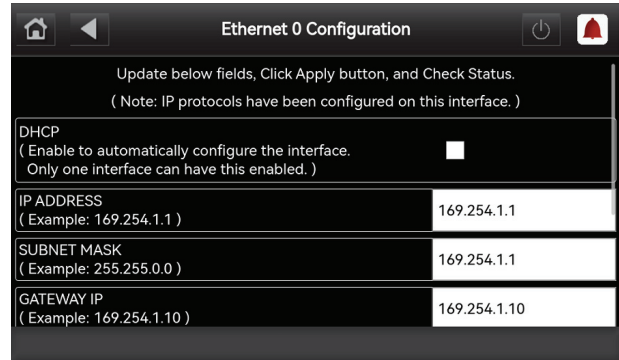 Ethernet 0 Configuration
Update below fields, Click Apply button, and Check Status.
( Note: IP protocols have been configured on this interface. )
DHCP
( Enable to automatically configure the interface.
Only one interface can have this enabled. )
IP ADDRESS
( Example: 169.254.1.1 )
169.254.1.1
SUBNET MASK
( Example: 255.255.0.0 )
169.254.1.1
GATEWAY IP
( Example: 169.254.1.10 )
169.254.1.10